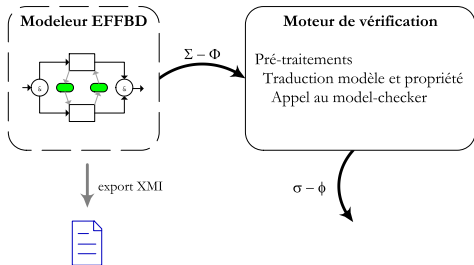 Modeleur EFFBD
&
&
Σ – Φ
Moteur de vérification
Pré-traitements
Traduction modèle et propriété
Appel au model-checker
export XMI
σ – ϕ